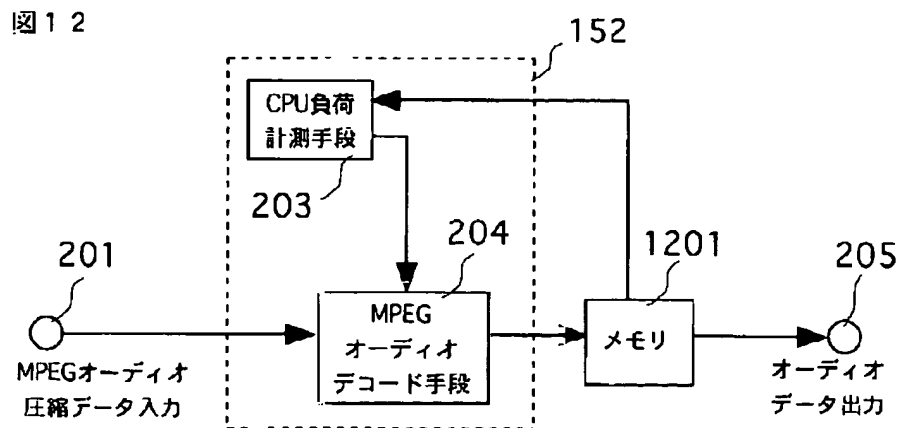 図12
152
CPU負荷
計測手段
203
201
204
1201
205
MPEG
オーディオ
デコード手段
メモリ
MPEGオーディオ
圧縮データ入力
オーディオ
データ出力